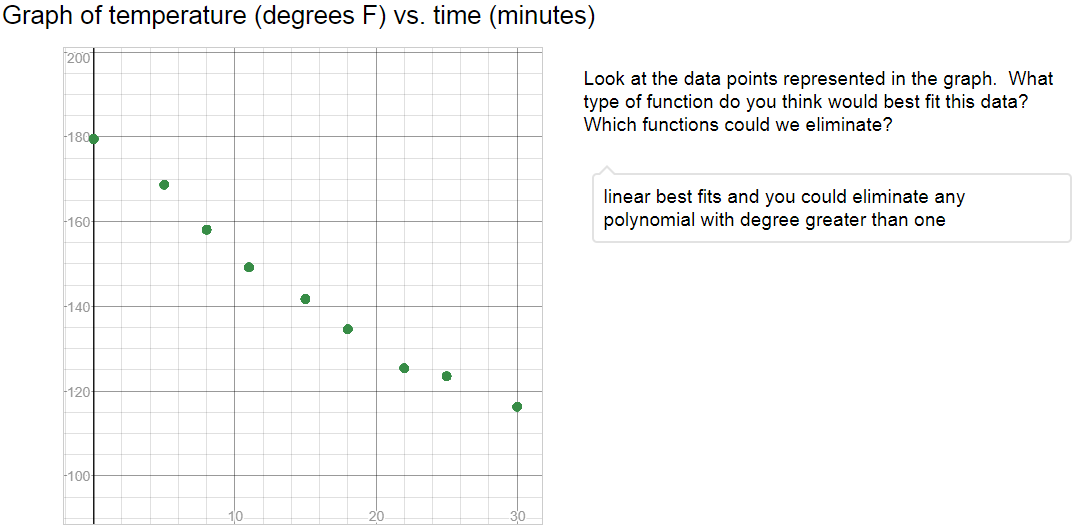 Graph of temperature (degrees F) vs. time (minutes)
Look at the data points represented in the graph. What
type of function do you think would best fit this data?
Which functions could we eliminate?
linear best fits and you could eliminate any
polynomial with degree greater than one
200
180
160
140
120
100
10
20
30